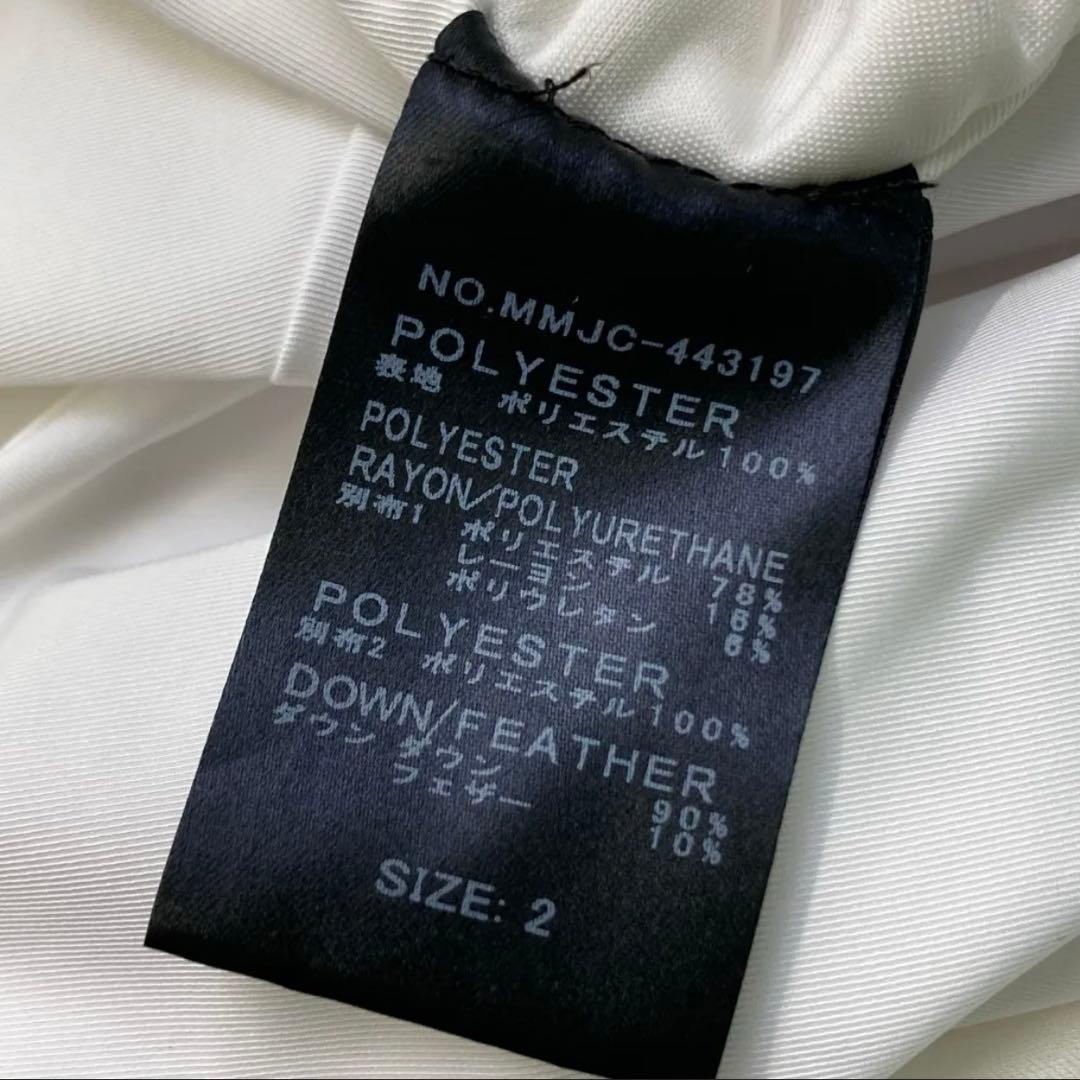 NO.MMJC-443197
POLYESTER
表地 ポリエステル100%
POLYESTER
RAYON/POLYURETHANE
別布1 ポリエステル 78%
レーヨン 16%
ポリウレタン 6%
POLYESTER
別布2 ポリエステル100%
DOWN/FEATHER
ダウン ダウン 90%
フェザー 10%
SIZE: 2